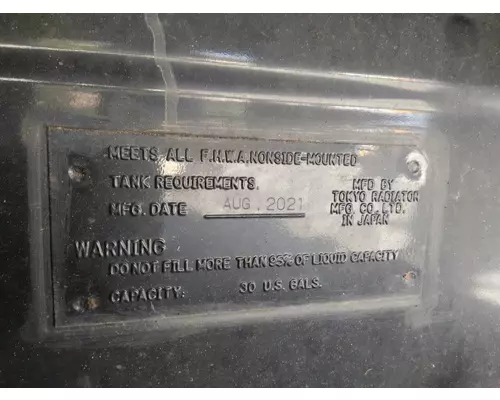 MEETS ALL F.H.W.A. NONSIDE-MOUNTED
TANK REQUIREMENTS.
MFG. DATE AUG. 2021
MFD BY
TOKYO RADIATOR
MFG. CO., LTD.
IN JAPAN
WARNING
DO NOT FILL MORE THAN 95% OF LIQUID CAPACITY
CAPACITY: 30 U.S. GALS.